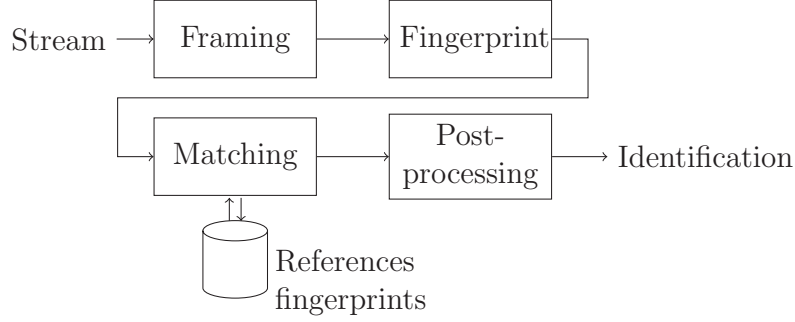 Stream
Framing
Fingerprint
Matching
Post-
processing
Identification
References
fingerprints